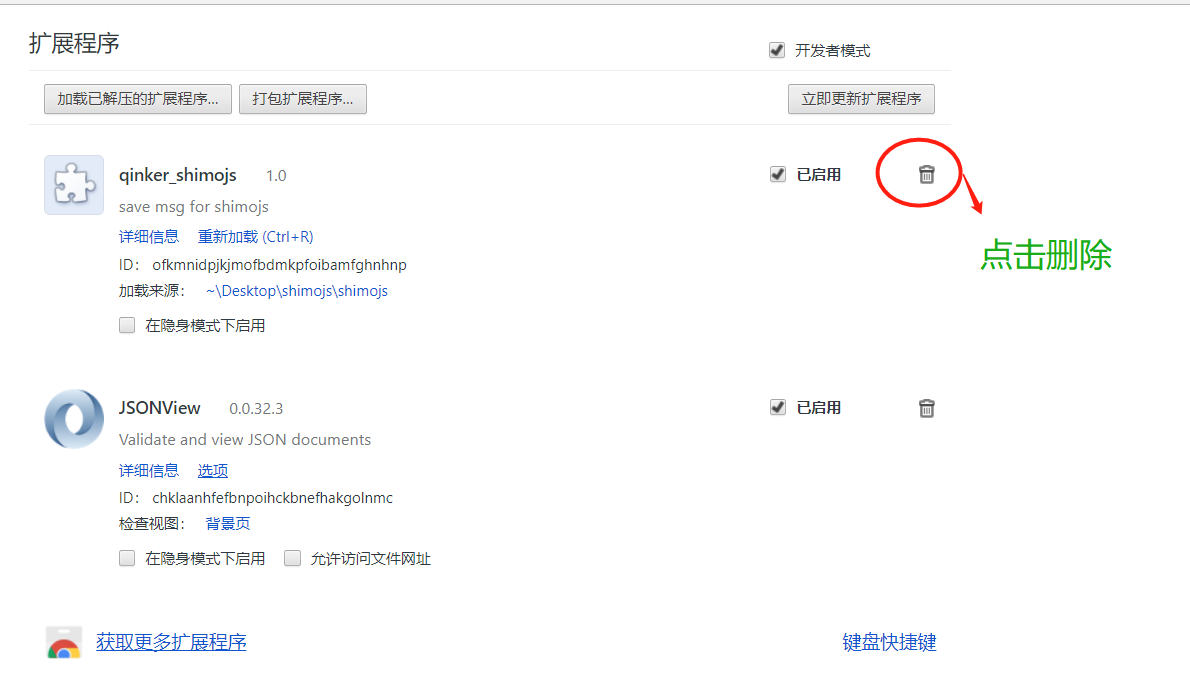 扩展程序
开发者模式
加载已解压的扩展程序... 打包扩展程序... 立即更新扩展程序
qinker_shimojs 1.0 已启用
save msg for shimojs
详细信息 重新加载 (Ctrl+R)
点击删除
ID: ofkmnidpjkjmofbdmkpfoibamfghnhnp
加载来源: ~\Desktop\shimojs\shimojs
在隐身模式下启用
JSONView 0.0.32.3 已启用
Validate and view JSON documents
详细信息 选项
ID: chklaanhfefbnpoihckbnefhakgolnmc
检查视图: 背景页
在隐身模式下启用 允许访问文件网址
获取更多扩展程序 键盘快捷键